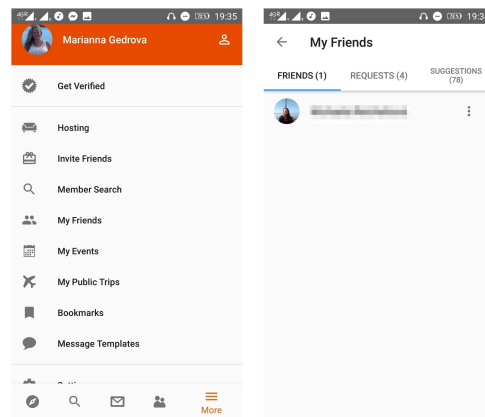 19:35
Marianna Gedrova
Get Verified
Hosting
Invite Friends
Member Search
My Friends
My Events
My Public Trips
Bookmarks
Message Templates
More
My Friends
FRIENDS (1)
REQUESTS (4)
SUGGESTIONS
(78)